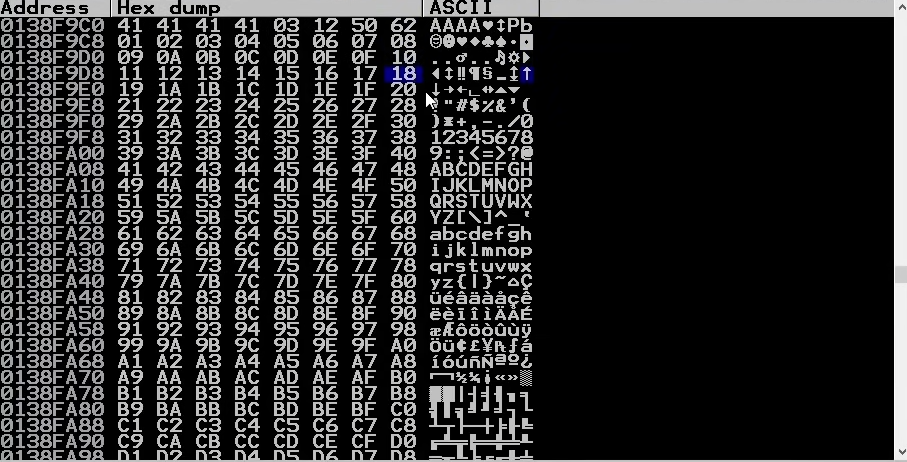 Address Hex dump ASCII
0138F9C0 41 41 41 41 03 12 50 62 AAAA♥↕Pb
0138F9C8 01 02 03 04 05 06 07 08 ☺☻♥♦♣♠•◘
0138F9D0 09 0A 0B 0C 0D 0E 0F 10 ..♂..♫☼►
0138F9D8 11 12 13 14 15 16 17 18 ◄↕‼¶§▬↨↑
0138F9E0 19 1A 1B 1C 1D 1E 1F 20 ↓→←∟↔▲▼
0138F9E8 21 22 23 24 25 26 27 28 !"#$%&'(
0138F9F0 29 2A 2B 2C 2D 2E 2F 30 )*+,-./0
0138F9F8 31 32 33 34 35 36 37 38 12345678
0138FA00 39 3A 3B 3C 3D 3E 3F 40 9:;<=>?@
0138FA08 41 42 43 44 45 46 47 48 ABCDEFGH
0138FA10 49 4A 4B 4C 4D 4E 4F 50 IJKLMNOP
0138FA18 51 52 53 54 55 56 57 58 QRSTUVWX
0138FA20 59 5A 5B 5C 5D 5E 5F 60 YZ[\]^_`
0138FA28 61 62 63 64 65 66 67 68 abcdefgh
0138FA30 69 6A 6B 6C 6D 6E 6F 70 ijklmnop
0138FA38 71 72 73 74 75 76 77 78 qrstuvwx
0138FA40 79 7A 7B 7C 7D 7E 7F 80 yz{|}~⌂Ç
0138FA48 81 82 83 84 85 86 87 88 üéâäàåçê
0138FA50 89 8A 8B 8C 8D 8E 8F 90 ëèïîìÄÅÉ
0138FA58 91 92 93 94 95 96 97 98 æÆôöòûùÿ
0138FA60 99 9A 9B 9C 9D 9E 9F A0 Öü¢£¥₧ƒá
0138FA68 A1 A2 A3 A4 A5 A6 A7 A8 íóúñÑªº¿
0138FA70 A9 AA AB AC AD AE AF B0 ⌐¬½¼¡«»░
0138FA78 B1 B2 B3 B4 B5 B6 B7 B8 ▒▓│┤╡╢╖╕
0138FA80 B9 BA BB BC BD BE BF C0 ╣║╗╝╜╛┐└
0138FA88 C1 C2 C3 C4 C5 C6 C7 C8 ┴┬├─┼╞╟╚
0138FA90 C9 CA CB CC CD CE CF D0 ╔╩╦╠═╬╧╨
0138FA98 D1 D2 D3 D4 D5 D6 D7 D8